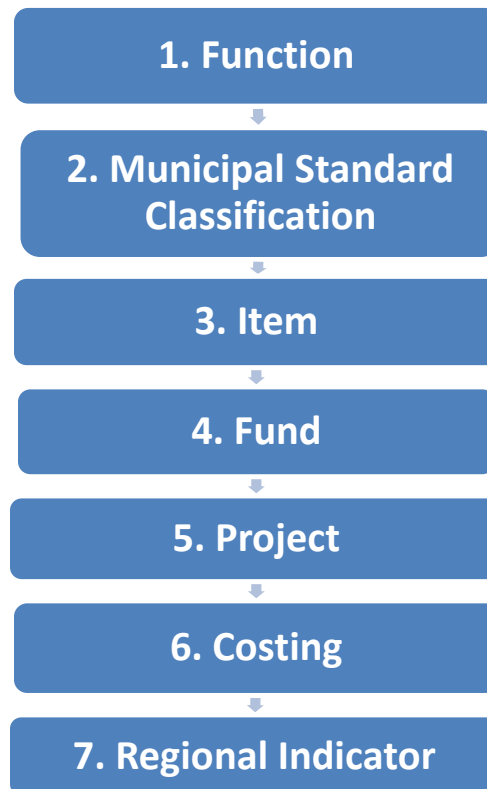 1. Function
2. Municipal Standard
Classification
3. Item
4. Fund
5. Project
6. Costing
7. Regional Indicator